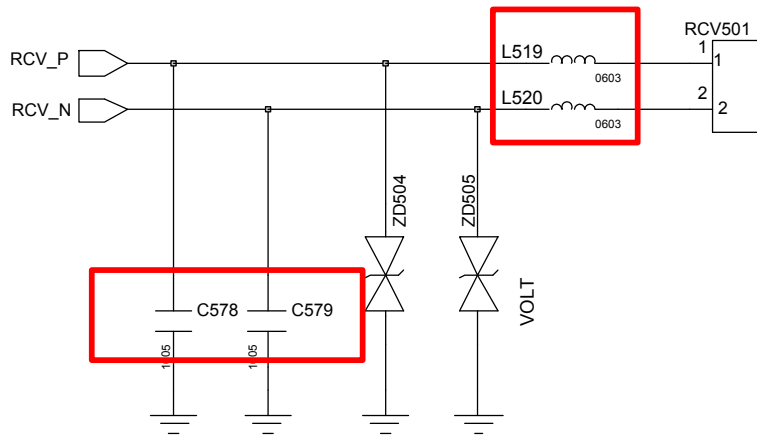 RCV501
RCV_P
L519
0603
1
1
RCV_N
L520
0603
2
2
ZD504
ZD505
VOLT
C578
1005
C579
1005